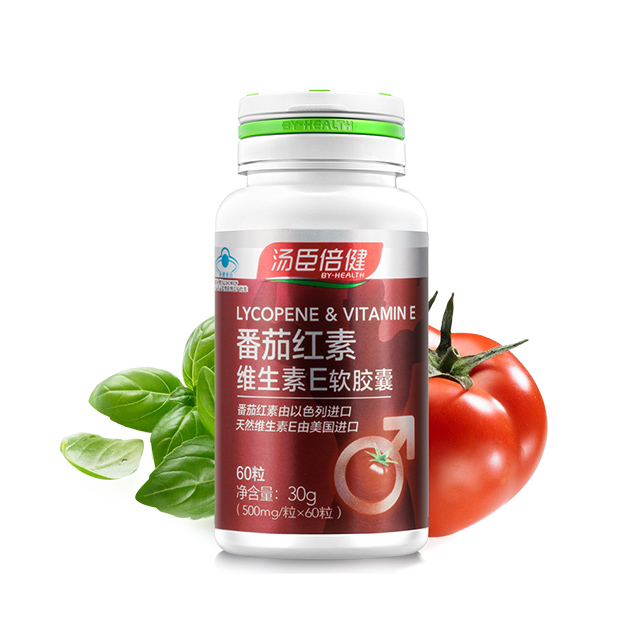 BY-HEALTH
汤臣倍健
BY-HEALTH
LYCOPENE & VITAMIN E
番茄红素
维生素E软胶囊
番茄红素由以色列进口
天然维生素E由美国进口
60粒
净含量：30g
（500mg/粒×60粒）